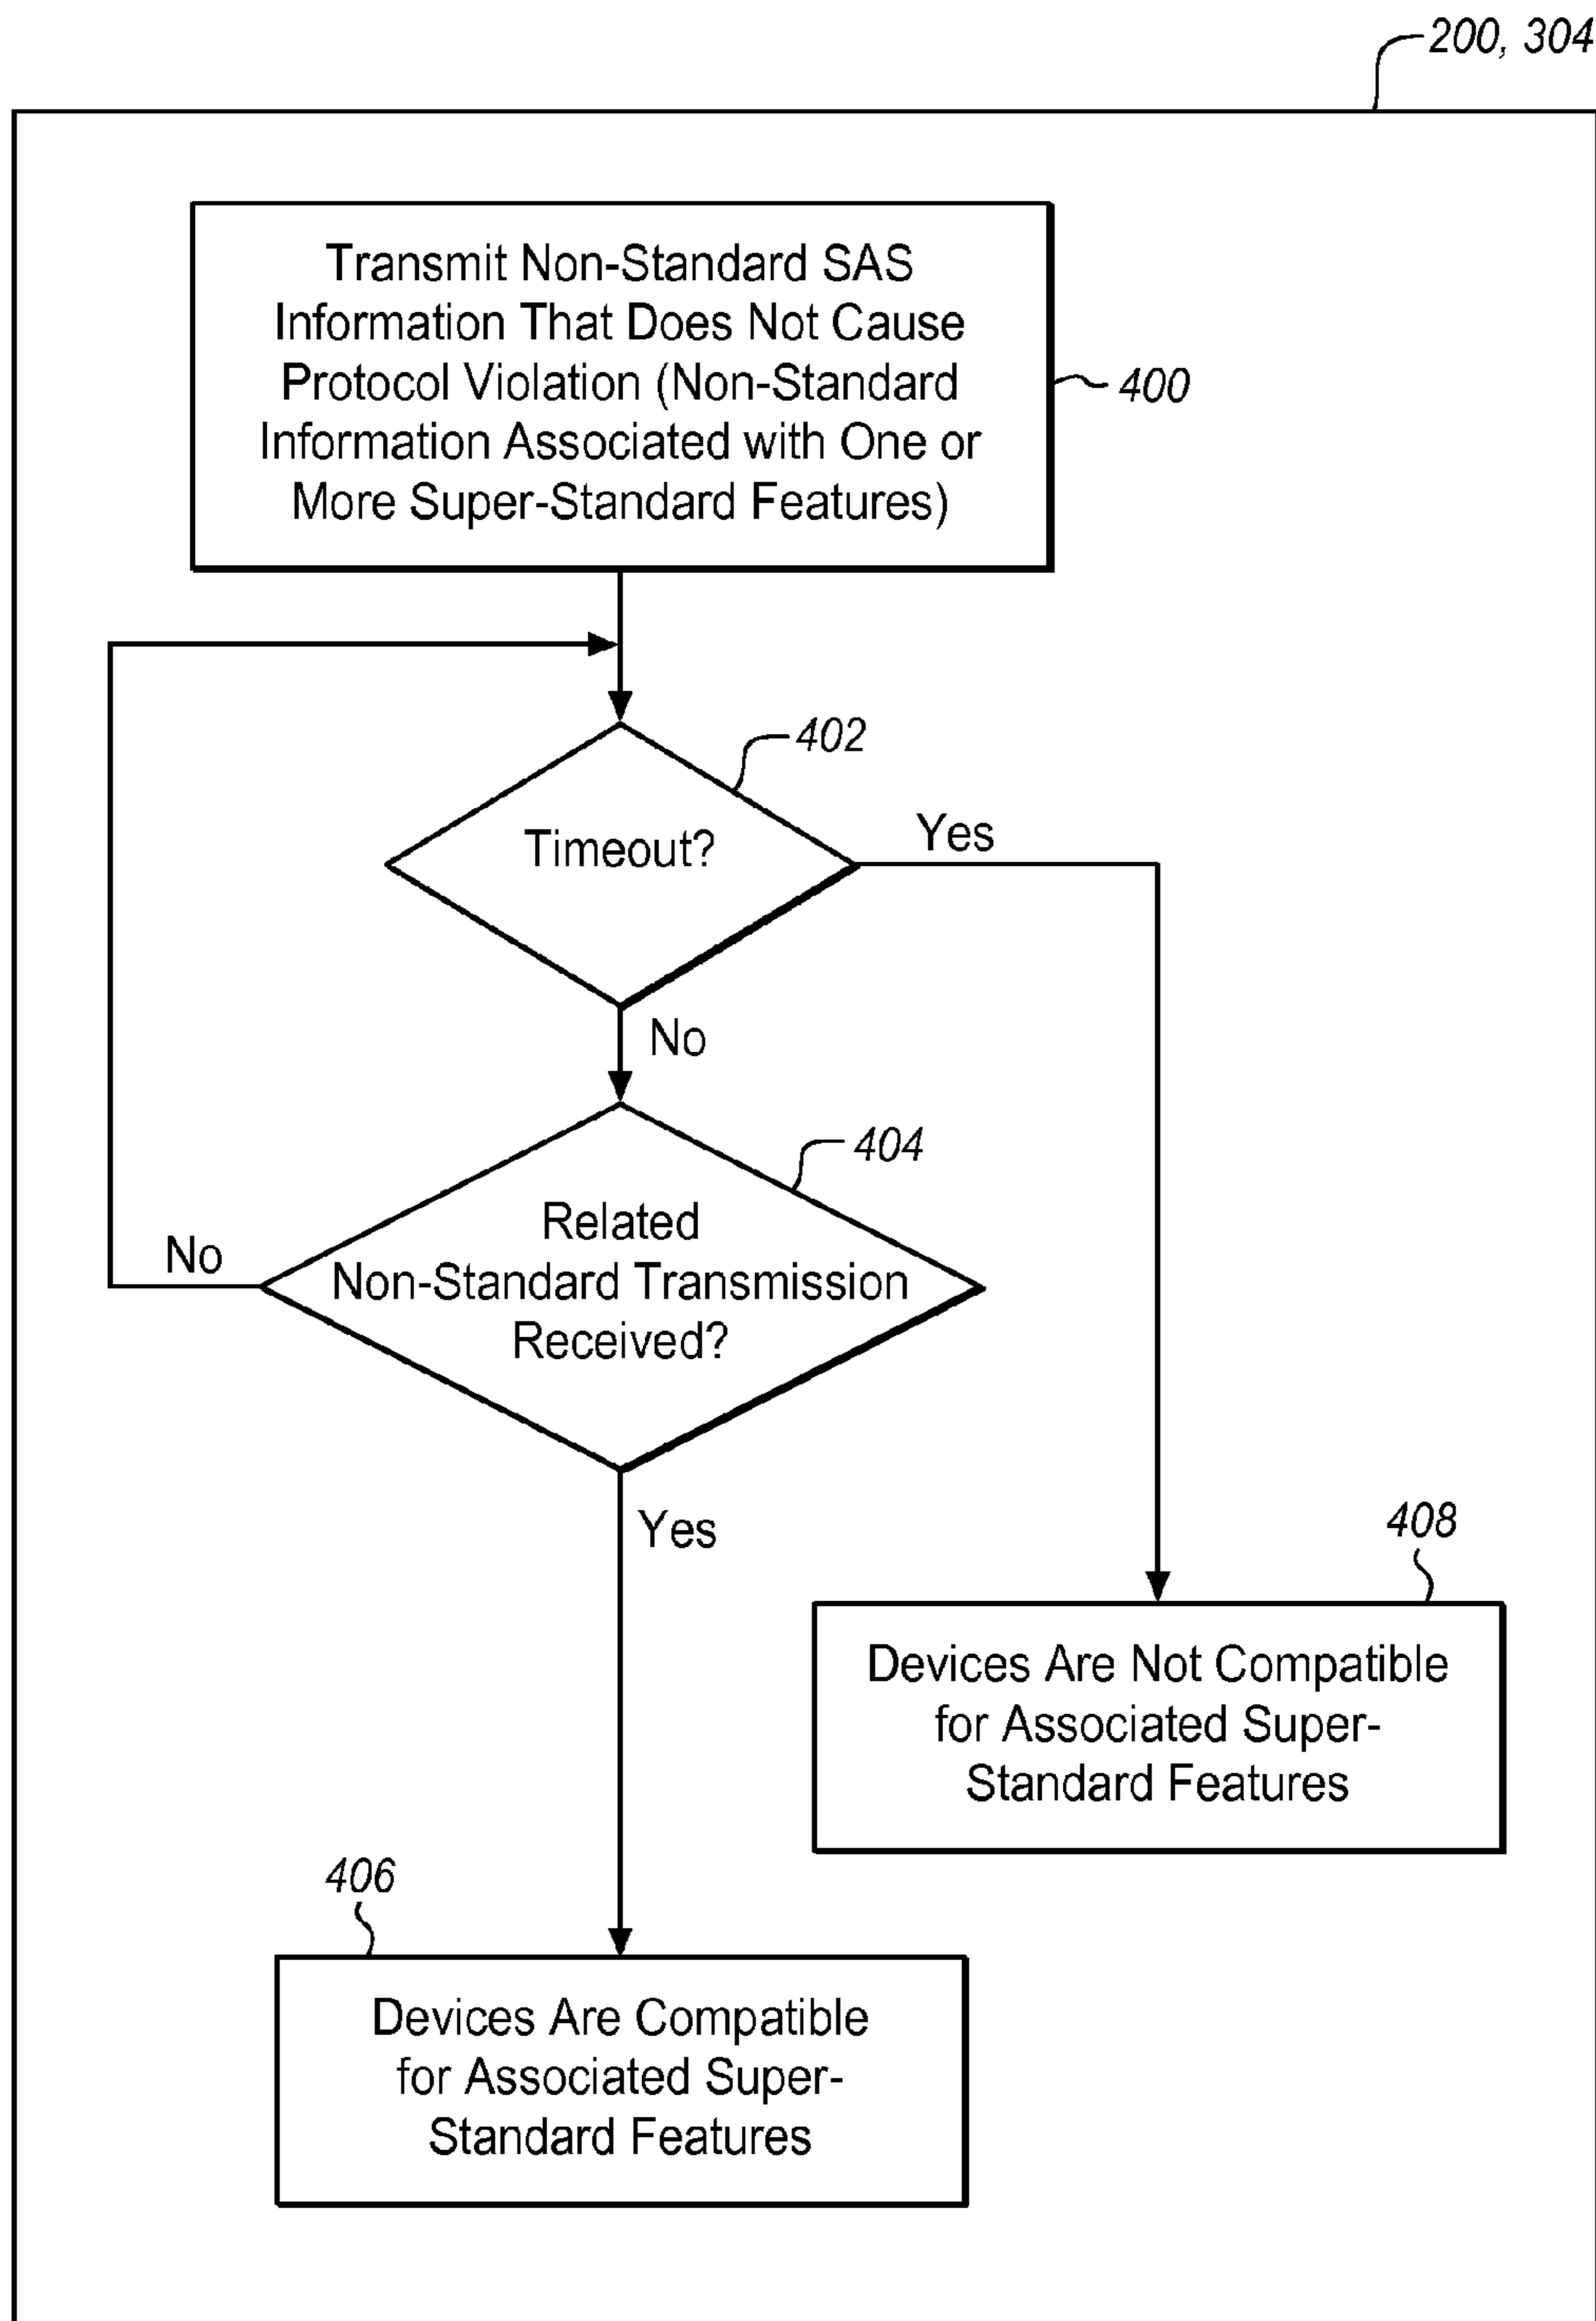 200, 304
Transmit Non-Standard SAS
Information That Does Not Cause
Protocol Violation (Non-Standard
Information Associated with One or
More Super-Standard Features)
400
402
Timeout?
Yes
No
404
Related
Non-Standard Transmission
Received?
No
Yes
408
Devices Are Not Compatible
for Associated Super-
Standard Features
406
Devices Are Compatible
for Associated Super-
Standard Features